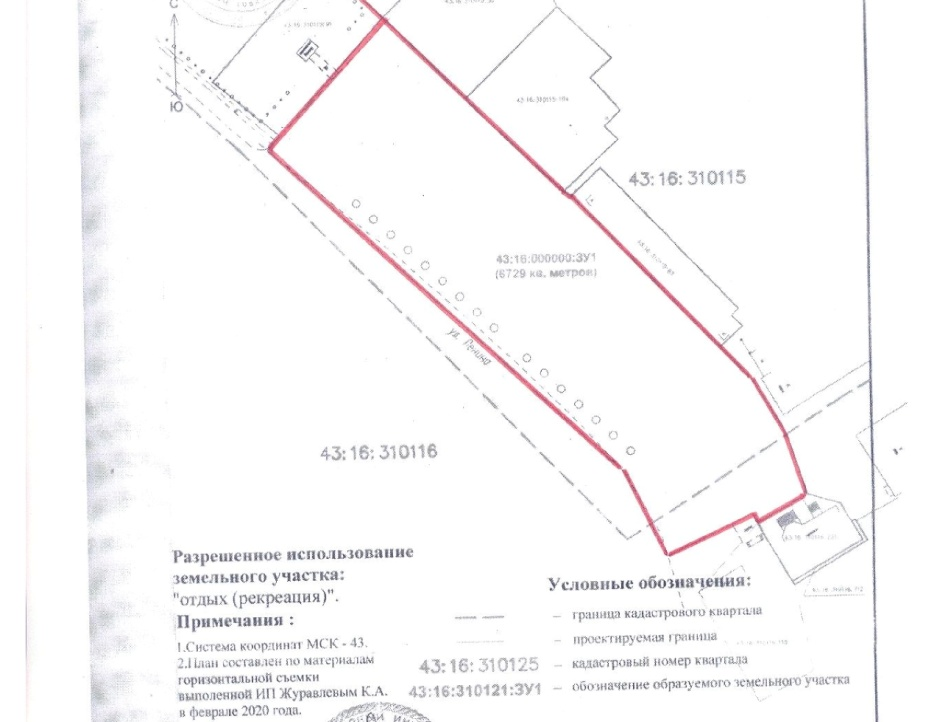 С
Ю
43:16:310115
43:16:000000:ЗУ1
(6729 кв. метров)
ул. Ленина
43:16:310116
Разрешенное использование
земельного участка:
"отдых (рекреация)".
Примечания :
1.Система координат МСК - 43.
2.План составлен по материалам
горизонтальной съемки
выполенной ИП Журавлевым К.А.
в феврале 2020 года.
Условные обозначения:
– граница кадастрового квартала
– проектируемая граница
43:16:310125 – кадастровый номер квартала
43:16:310121:ЗУ1 – обозначение образуемого земельного участка